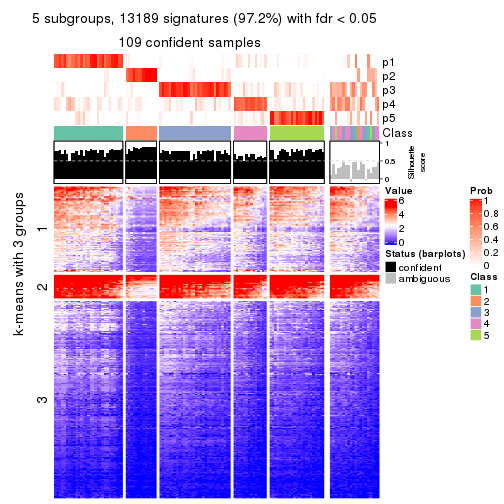 5 subgroups, 13189 signatures (97.2%) with fdr < 0.05
109 confident samples
p1
p2
p3
p4
p5
Class
1
0.5
0
Silhouette
score
k-means with 3 groups
1
2
3
Value
6
4
2
0
Status (barplots)
confident
ambiguous
Prob
1
0.8
0.6
0.4
0.2
0
Class
1
2
3
4
5